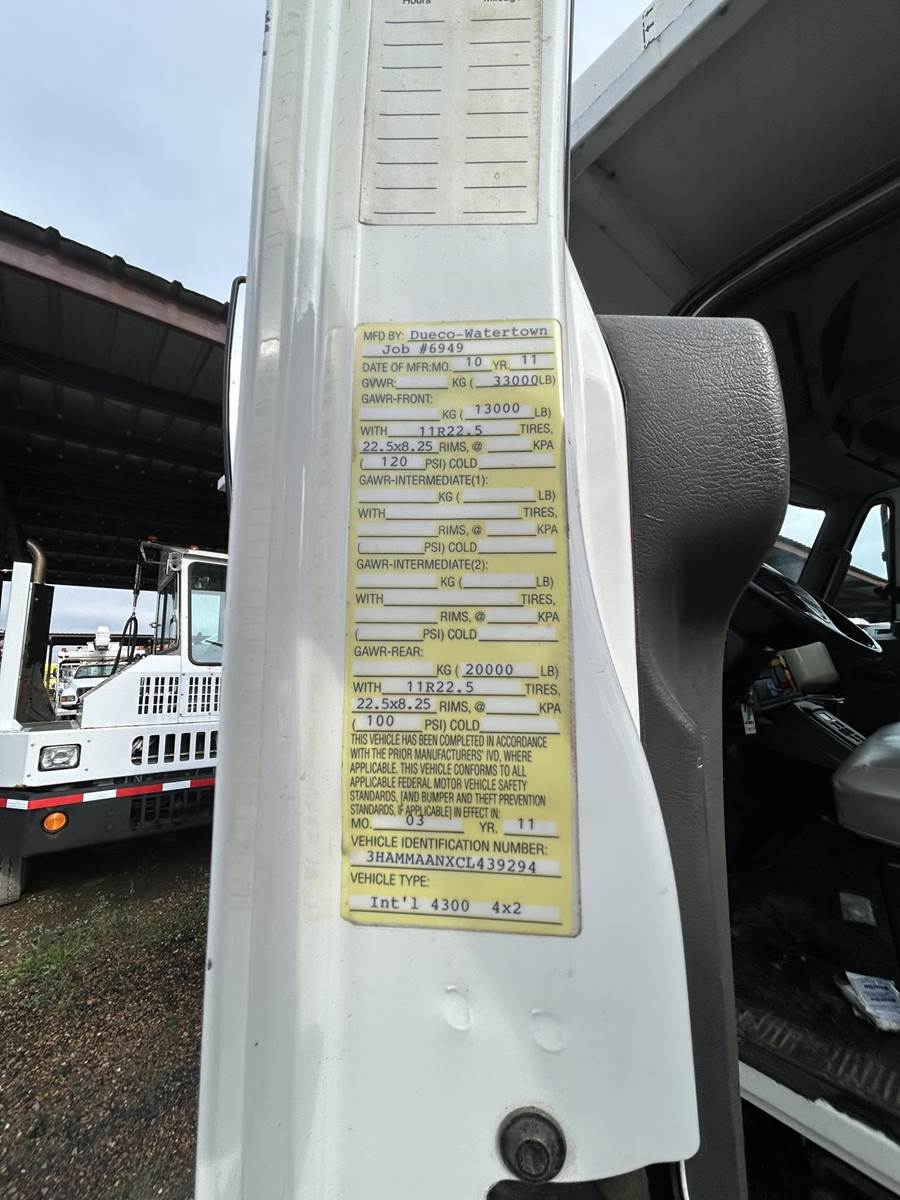 Hours Mileage
MFD BY: Dueco-Watertown
Job #6949
DATE OF MFR:MO. 10 YR. 11
GVWR: KG ( 33000LB)
GAWR-FRONT:
KG ( 13000 LB)
WITH 11R22.5 TIRES,
22.5x8.25 RIMS, @ KPA
( 120 PSI) COLD
GAWR-INTERMEDIATE(1):
KG ( LB)
WITH TIRES,
RIMS, @ KPA
( PSI) COLD
GAWR-INTERMEDIATE(2):
KG ( LB)
WITH TIRES,
RIMS, @ KPA
( PSI) COLD
GAWR-REAR:
KG ( 20000 LB)
WITH 11R22.5 TIRES,
22.5x8.25 RIMS, @ KPA
( 100 PSI) COLD
THIS VEHICLE HAS BEEN COMPLETED IN ACCORDANCE
WITH THE PRIOR MANUFACTURERS' IVD, WHERE
APPLICABLE. THIS VEHICLE CONFORMS TO ALL
APPLICABLE FEDERAL MOTOR VEHICLE SAFETY
STANDARDS, [AND BUMPER AND THEFT PREVENTION
STANDARDS, IF APPLICABLE] IN EFFECT IN:
MO. 03 YR. 11
VEHICLE IDENTIFICATION NUMBER:
3HAMMAANXCL439294
VEHICLE TYPE:
Int'l 4300 4x2